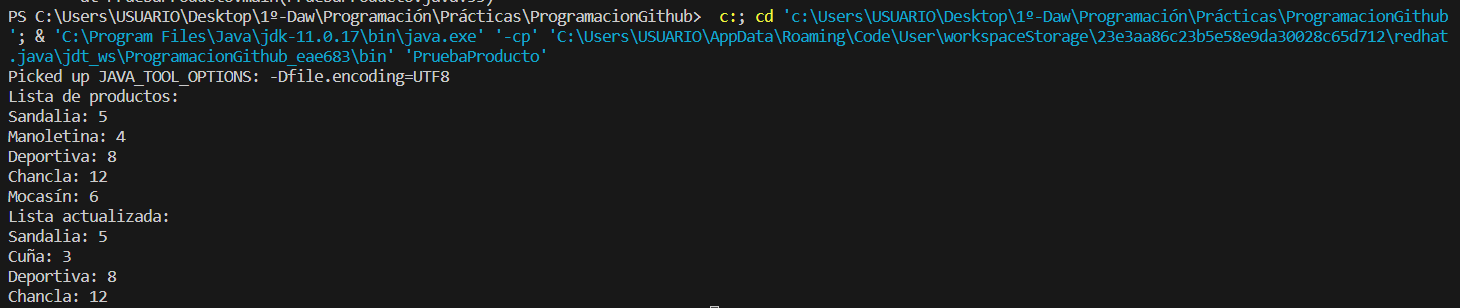 PS C:\Users\USUARIO\Desktop\1º-Daw\Programación\Prácticas\ProgramacionGithub>  c:; cd 'c:\Users\USUARIO\Desktop\1º-Daw\Programación\Prácticas\ProgramacionGithub
'; & 'C:\Program Files\Java\jdk-11.0.17\bin\java.exe' '-cp' 'C:\Users\USUARIO\AppData\Roaming\Code\User\workspaceStorage\23e3aa86c23b5e58e9da30028c65d712\redhat
.java\jdt_ws\ProgramacionGithub_eae683\bin' 'PruebaProducto'
Picked up JAVA_TOOL_OPTIONS: -Dfile.encoding=UTF8
Lista de productos:
Sandalia: 5
Manoletina: 4
Deportiva: 8
Chancla: 12
Mocasín: 6
Lista actualizada:
Sandalia: 5
Cuña: 3
Deportiva: 8
Chancla: 12